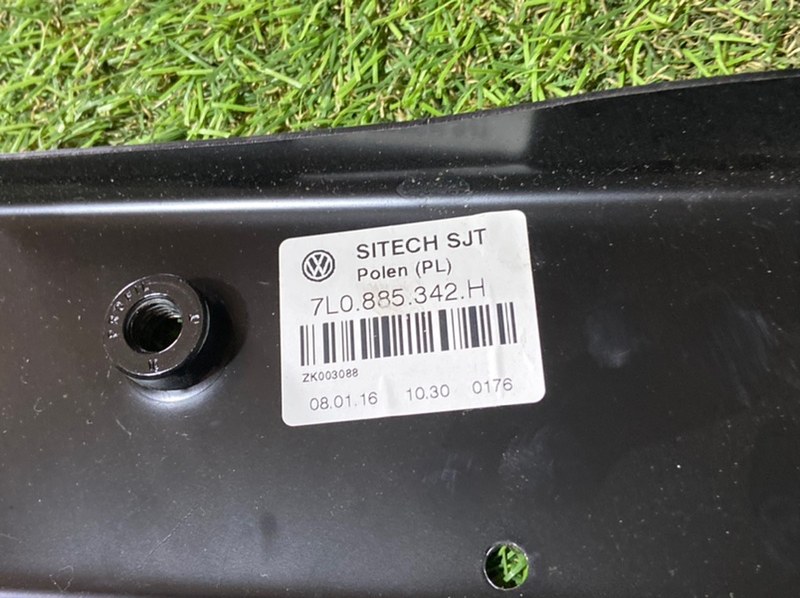 SITECH SJT
Polen (PL)
7L0.885.342.H
ZK003088
08.01.16 10.30 0176